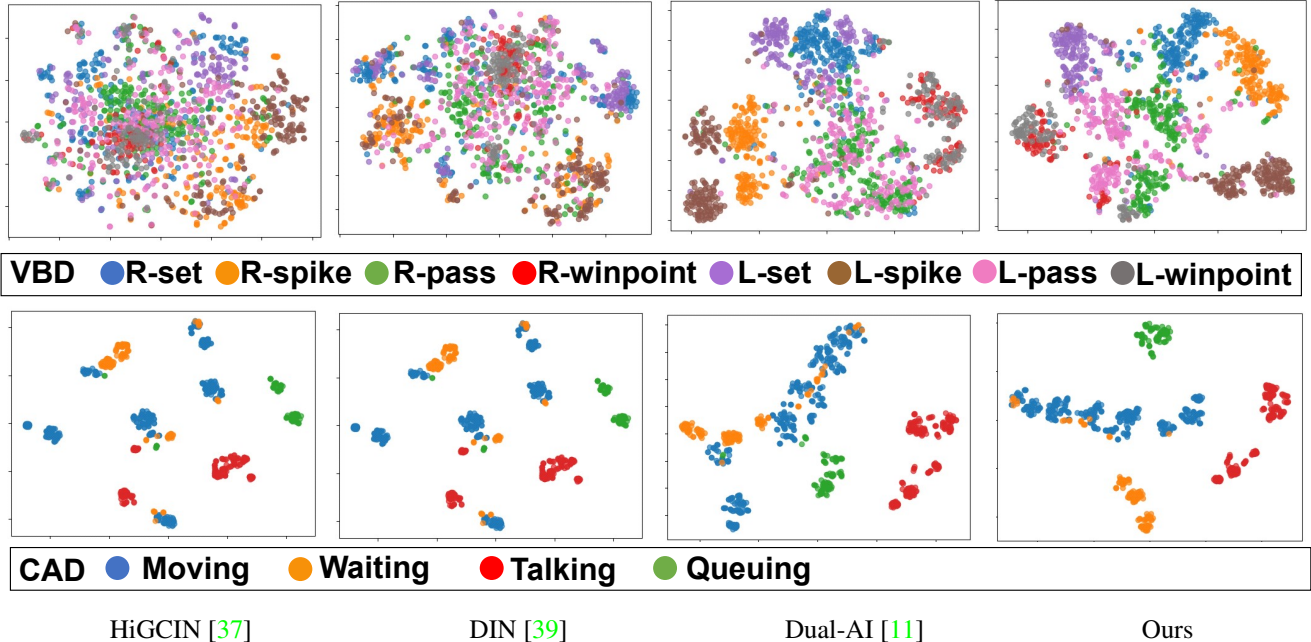 VBD R-set R-spike R-pass R-winpoint L-set L-spike L-pass L-winpoint
CAD Moving Waiting Talking Queuing
HiGCIN [37] DIN [39] Dual-AI [11] Ours